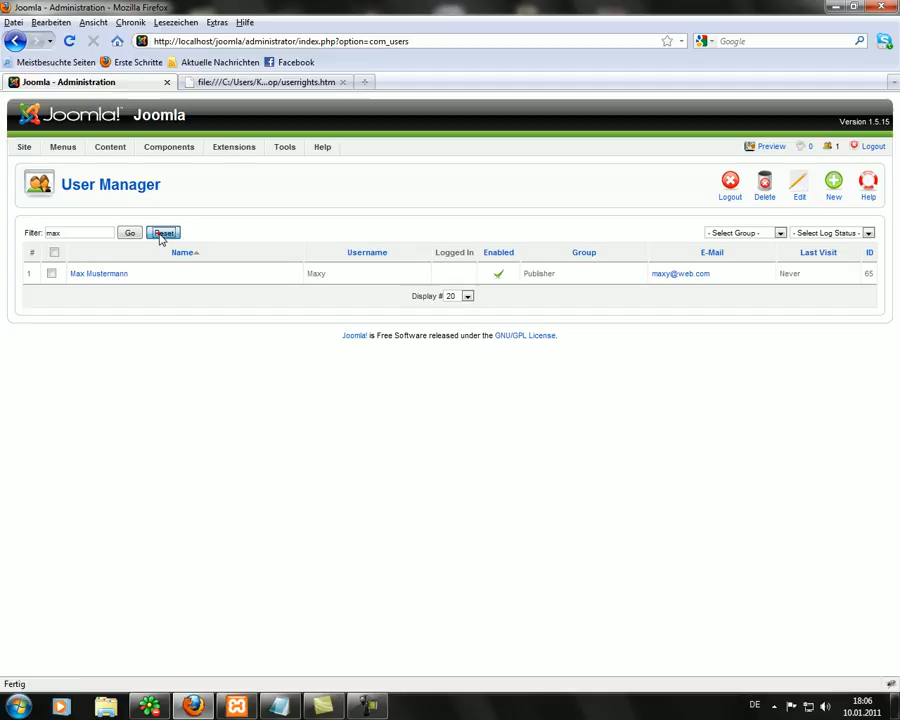 Joomla - Administration - Mozilla Firefox
Datei Bearbeiten Ansicht Chronik Lesezeichen Extras Hilfe
http://localhost/joomla/administrator/index.php?option=com_users
Google
Meistbesuchte Seiten Erste Schritte Aktuelle Nachrichten Facebook
Joomla - Administration file:///C:/Users/K...op/userrights.htm
Joomla! Joomla Version 1.5.15
Site Menus Content Components Extensions Tools Help Preview 0 1 Logout
User Manager
Logout Delete Edit New Help
Filter: max Go Reset - Select Group - - Select Log Status -
# Name Username Logged In Enabled Group E-Mail Last Visit ID
1 Max Mustermann Maxy Publisher maxy@web.com Never 65
Display # 20
Joomla! is Free Software released under the GNU/GPL License.
Fertig
DE 18:06
10.01.2011